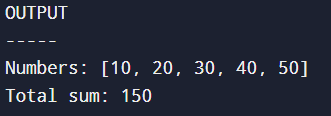 OUTPUT
-----
Numbers: [10, 20, 30, 40, 50]
Total sum: 150